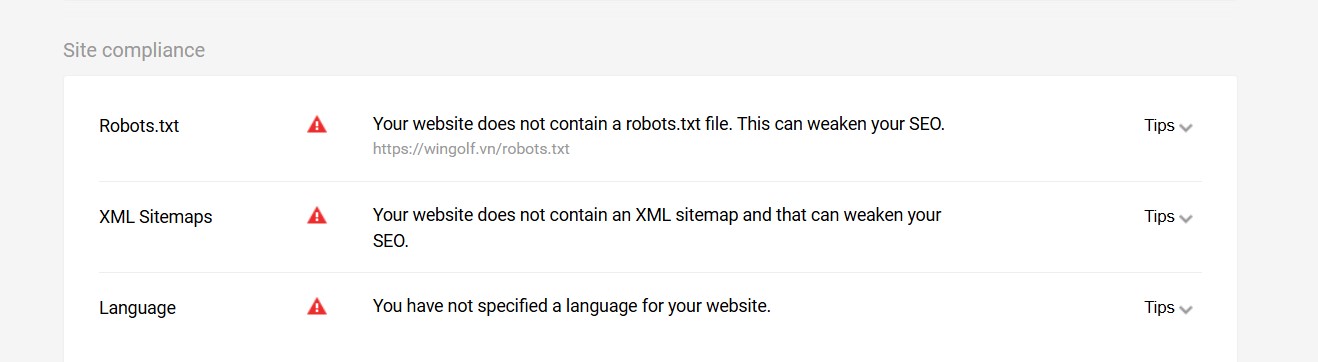 Site compliance
Robots.txt
Your website does not contain a robots.txt file. This can weaken your SEO.
Tips
https://wingolf.vn/robots.txt
XML Sitemaps
Your website does not contain an XML sitemap and that can weaken your
SEO.
Tips
Language
You have not specified a language for your website.
Tips